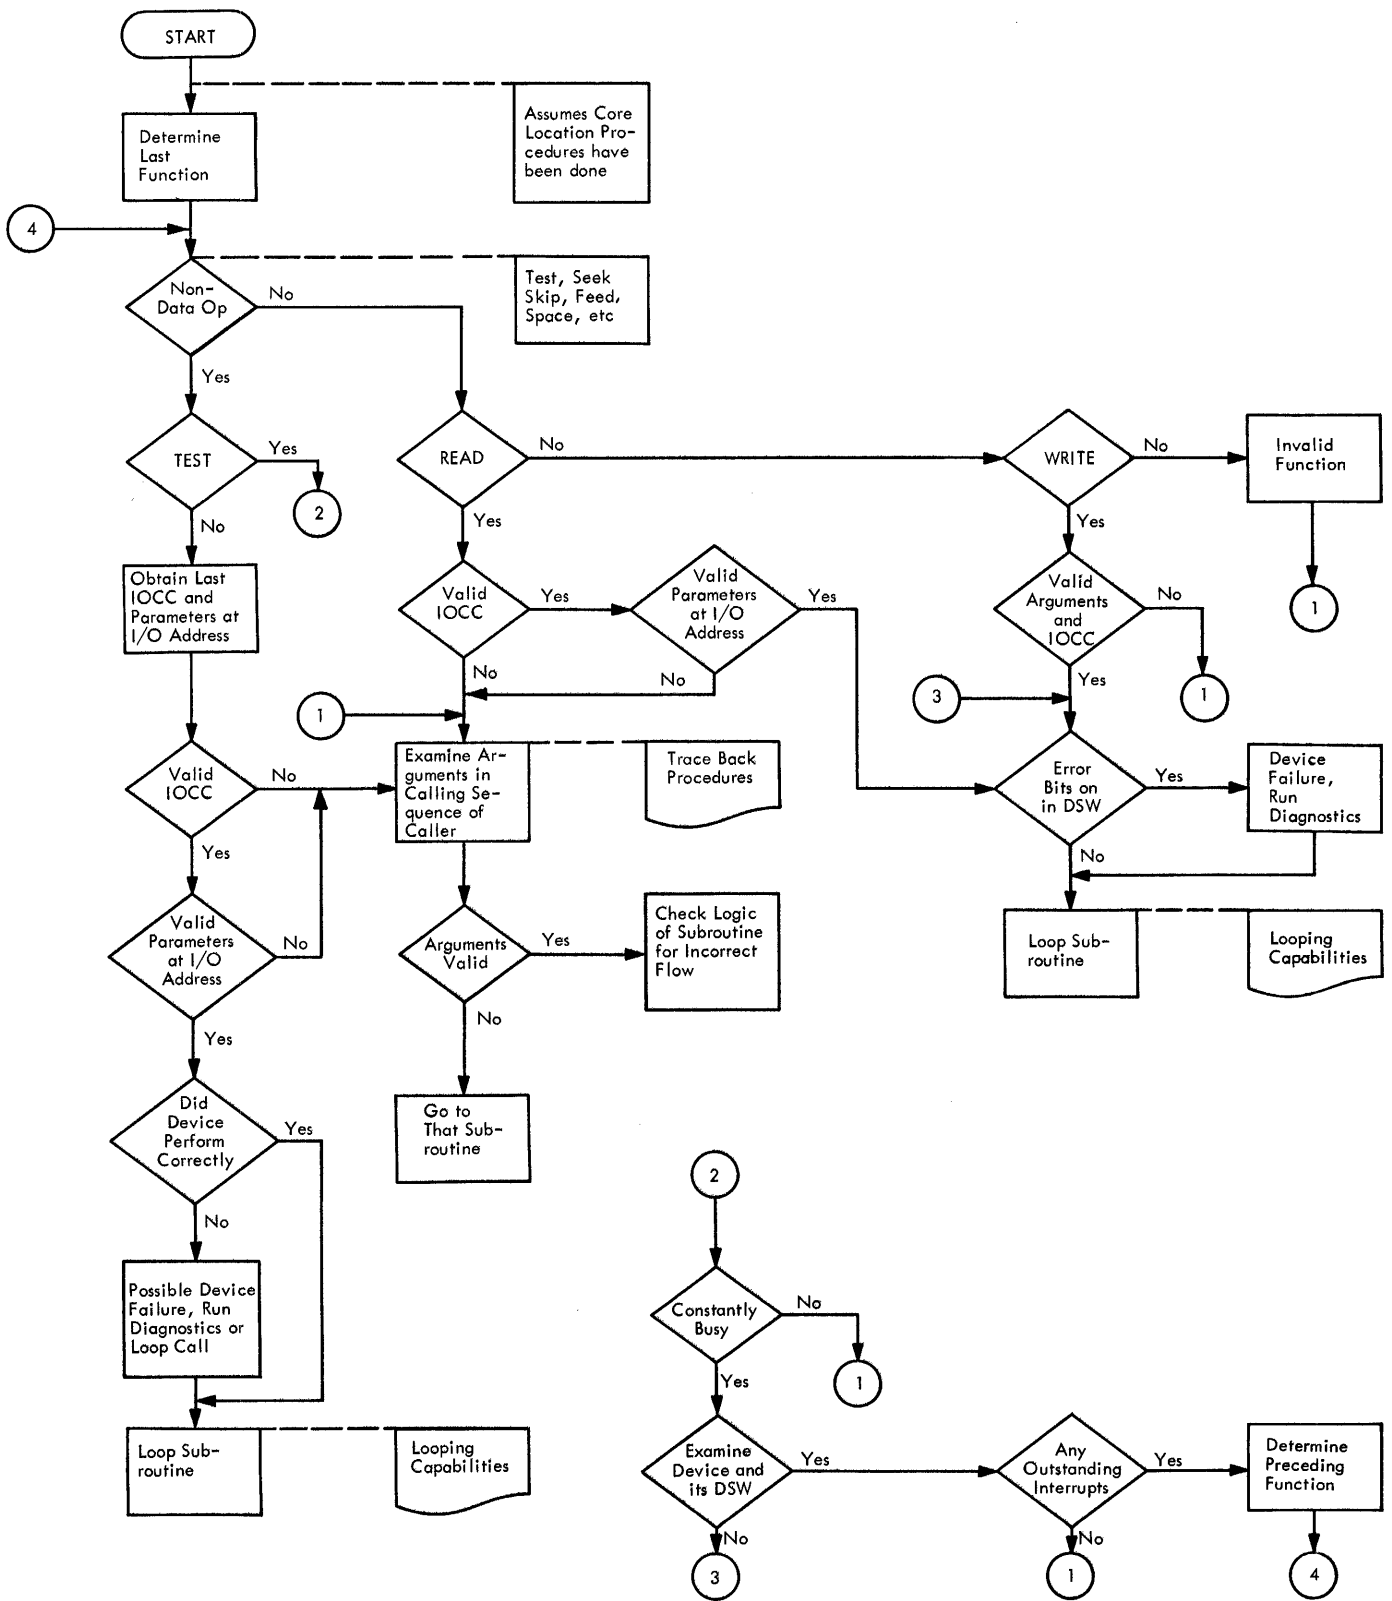 START
Assumes Core
Location Pro-
cedures have
been done
Determine
Last
Function
4
Non-
Data Op
No
Test, Seek
Skip, Feed,
Space, etc
Yes
TEST
Yes
2
No
READ
No
WRITE
No
Invalid
Function
1
Yes
Yes
Obtain Last
IOCC and
Parameters at
I/O Address
Valid
IOCC
Yes
Valid
Parameters
at I/O
Address
Yes
Valid
Arguments
and
IOCC
No
1
No
No
Yes
3
1
Valid
IOCC
No
Examine Ar-
guments in
Calling Se-
quence of
Caller
Trace Back
Procedures
Error
Bits on
in DSW
Yes
Device
Failure,
Run
Diagnostics
Yes
No
Valid
Parameters
at I/O
Address
No
Arguments
Valid
Yes
Check Logic
of Subroutine
for Incorrect
Flow
Loop Sub-
routine
Looping
Capabilities
Yes
No
Did
Device
Perform
Correctly
Yes
Go to
That Sub-
routine
No
Possible Device
Failure, Run
Diagnostics or
Loop Call
Loop Sub-
routine
Looping
Capabilities
2
Constantly
Busy
No
1
Yes
Examine
Device and
its DSW
Yes
Any
Outstanding
Interrupts
Yes
Determine
Preceding
Function
No
No
3
1
4